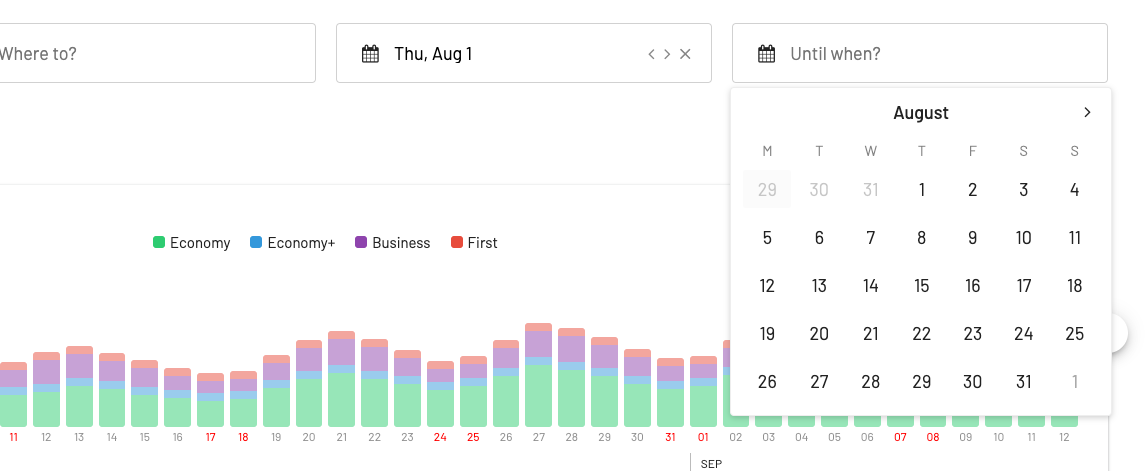 Where to?
Thu, Aug 1
Until when?
August
M T W T F S S
29 30 31 1 2 3 4
5 6 7 8 9 10 11
12 13 14 15 16 17 18
19 20 21 22 23 24 25
26 27 28 29 30 31 1
Economy Economy+ Business First
11 12 13 14 15 16 17 18 19 20 21 22 23 24 25 26 27 28 29 30 31 01 02 03 04 05 06 07 08 09 10 11 12
SEP